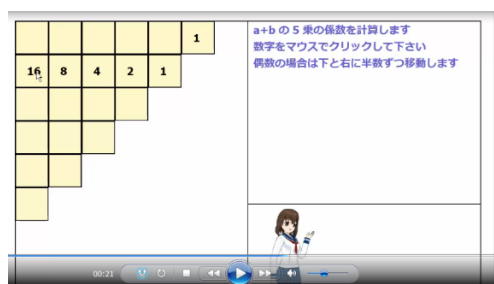 1
16 8 4 2 1
a+b の 5 乗の係数を計算します
数字をマウスでクリックして下さい
偶数の場合は下と右に半数ずつ移動します
00:21